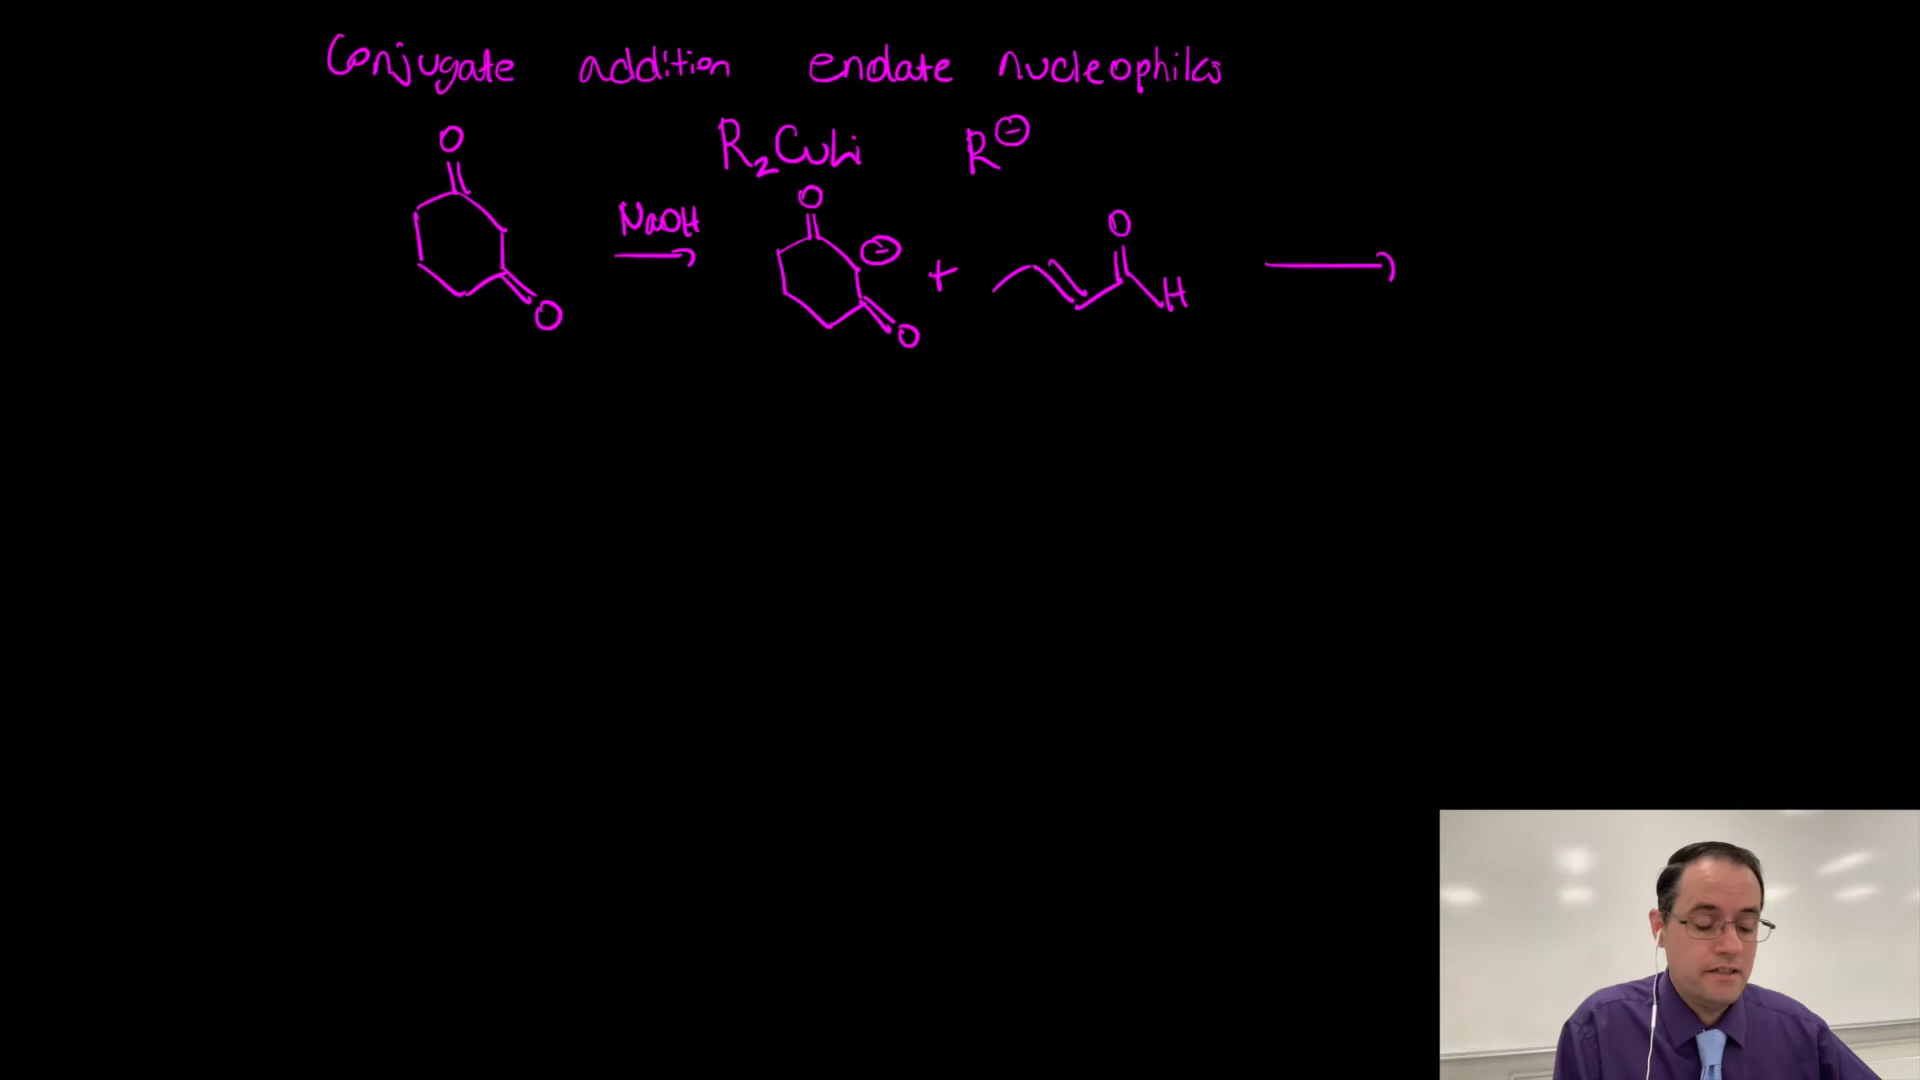 Conjugate addition enolate nucleophiles
O R₂CuLi R⊖
NaOH O ⊖ + O H
O O